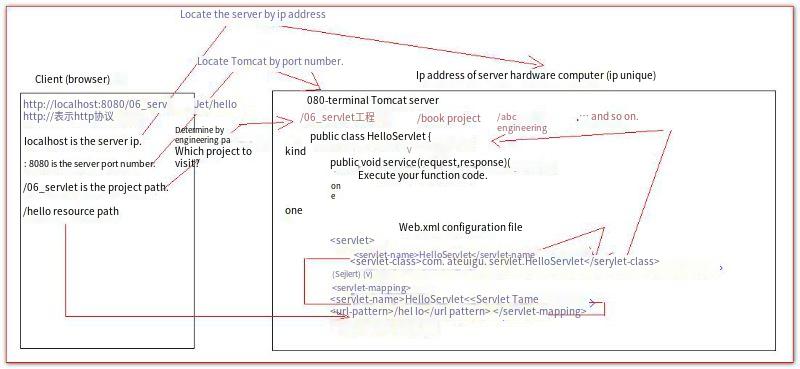 Locate the server by ip address
Locate Tomcat by port number.
Client (browser)
Ip address of server hardware computer (ip unique)
http://localhost:8080/06_serv Jet/hello
http://表示http协议
localhost is the server ip.
: 8080 is the server port number.
/06_servlet is the project path.
/hello resource path
Determine by
engineering pa
Which project to
visit?
080-terminal Tomcat server
/06_servlet工程
/book project
/abc
engineering
··· and so on.
public class HelloServlet {
v
kind
public void service(request,response)(
Execute your function code.
on
e
one
Web.xml configuration file
<servlet>
<servlet-name>HelloServlet</servlet-name
<servlet-class>com. ateuigu. servlet.HelloServlet</servlet-class>
(Sejlert) (v)
<servlet-mapping>
<servlet-name>HelloServlet<<Servlet Tame
<url-pattern>/hel lo</url pattern> </servlet-mapping>